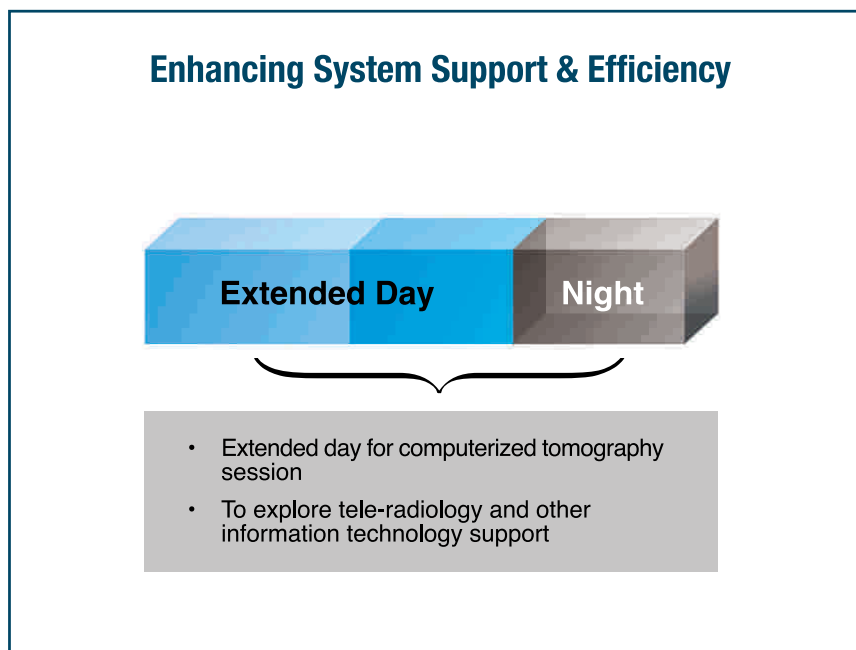 Enhancing System Support & Efficiency
Extended Day
Night
• Extended day for computerized tomography
session
• To explore tele-radiology and other
information technology support